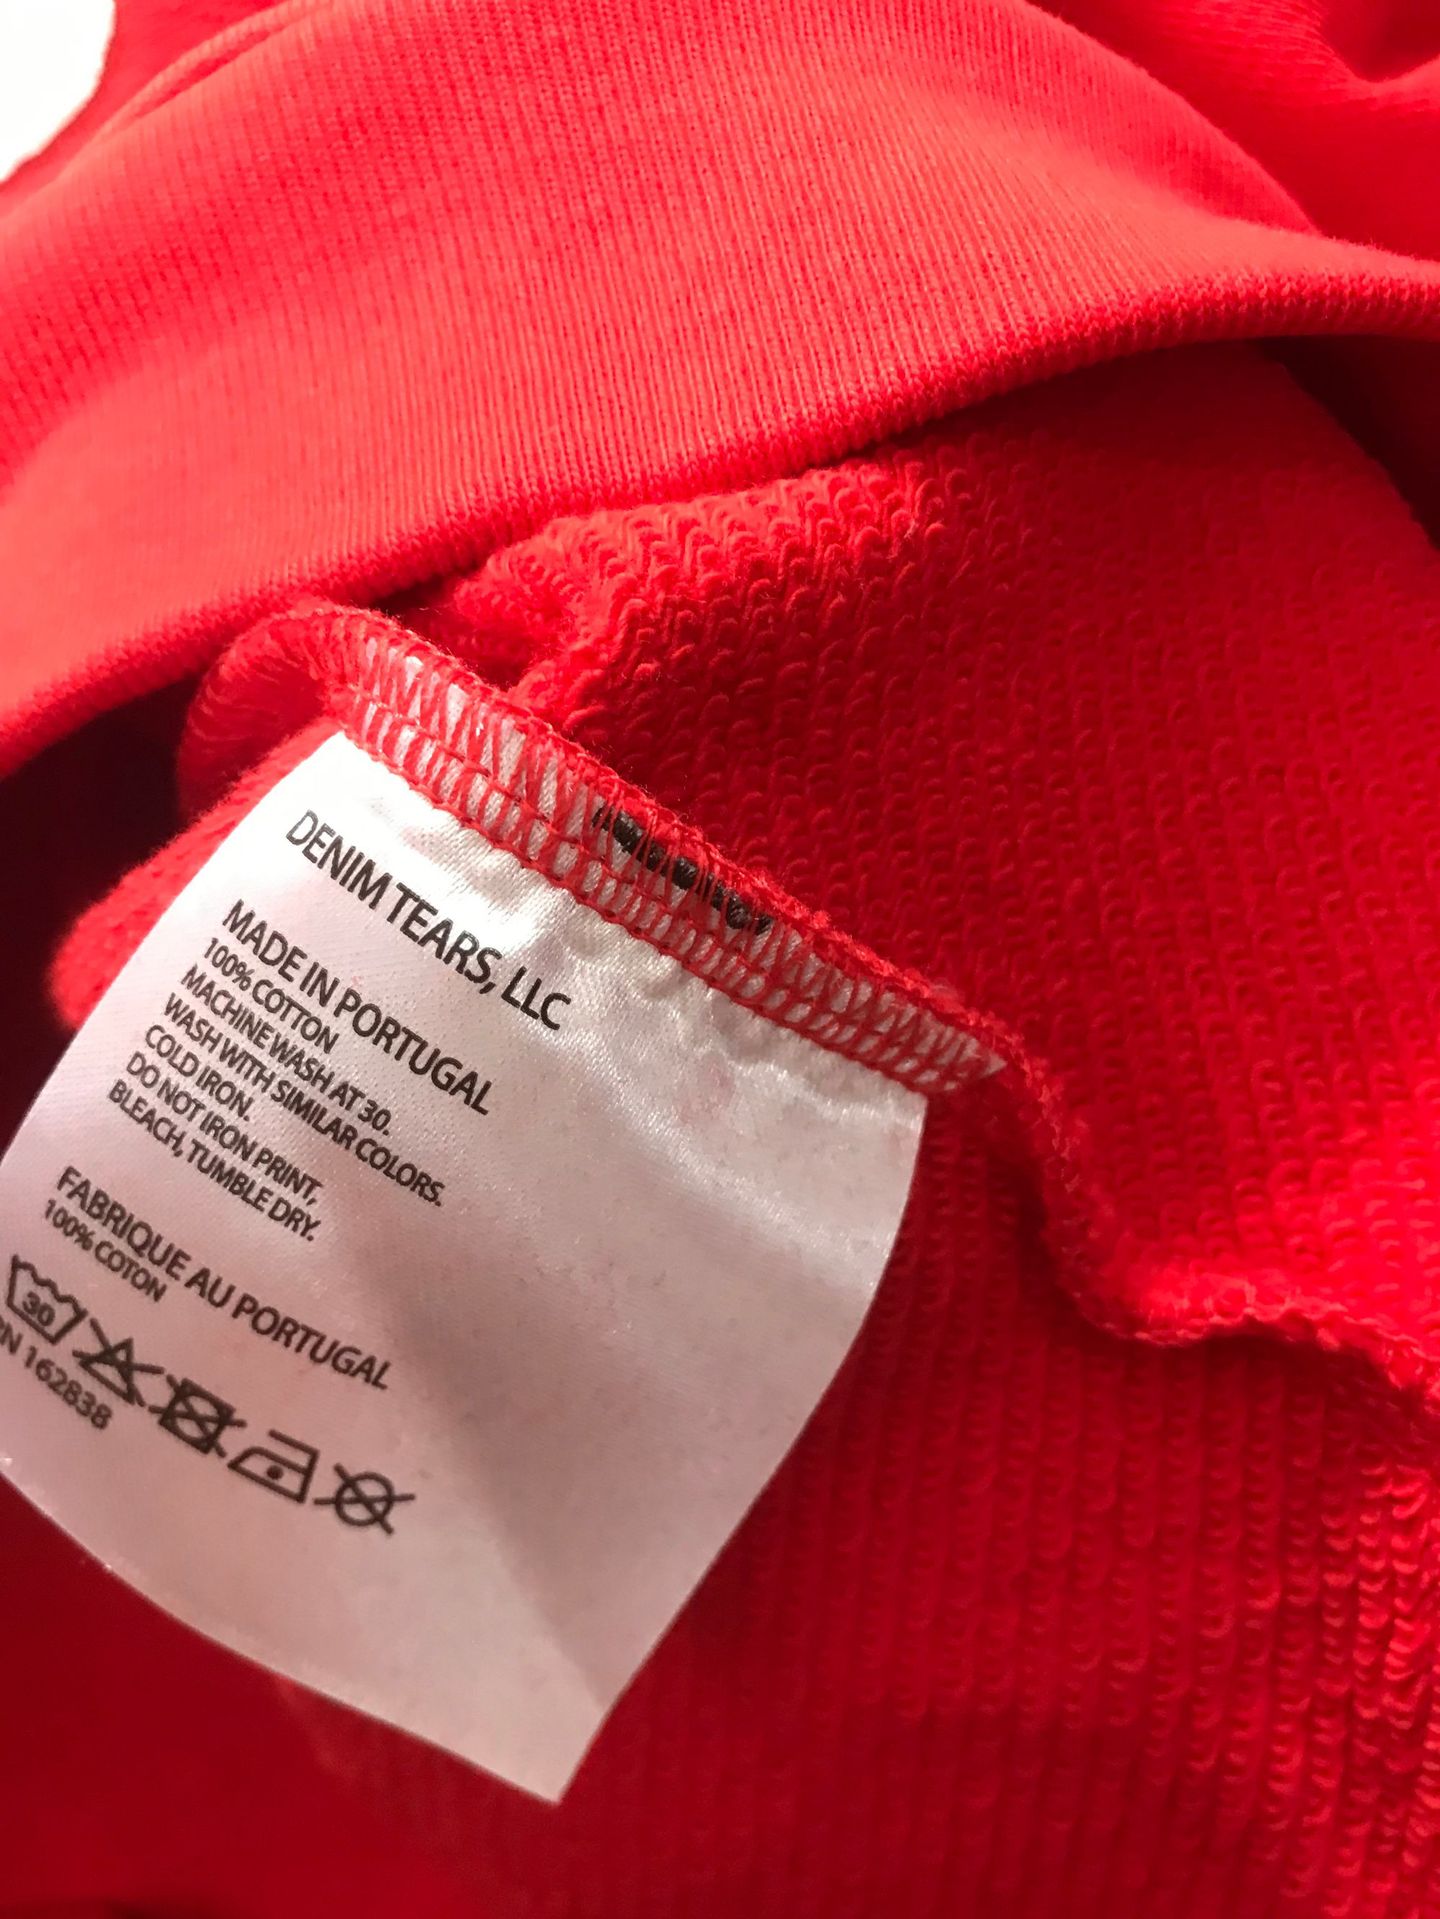 DENIM TEARS, LLC
MADE IN PORTUGAL
100% COTTON
MACHINE WASH AT 30.
WASH WITH SIMILAR COLORS.
COLD IRON.
DO NOT IRON PRINT,
BLEACH, TUMBLE DRY.
FABRIQUE AU PORTUGAL
100% COTON
30
162838